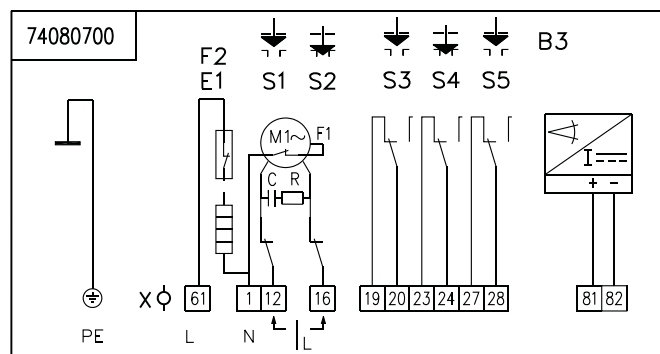 74080700
F2
E1
S1
S2
S3
S4
S5
B3
M1~
F1
C R
I
+ −
X
61
1
12
16
19
20
23
24
27
28
81
82
PE
L
N
L